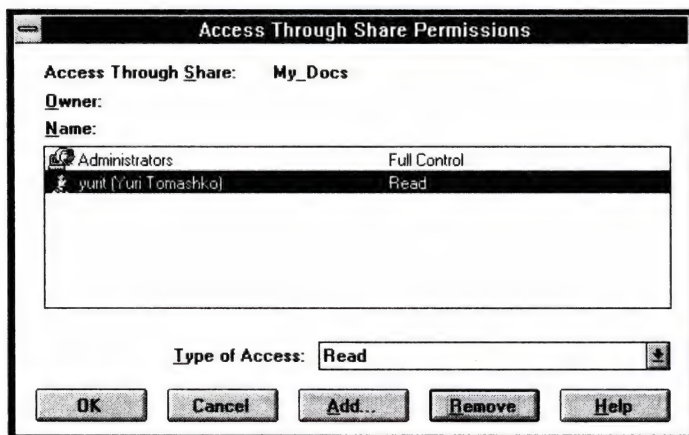 Access Through Share Permissions
Access Through Share: My_Docs
Owner:
Name:
Administrators Full Control
yurit (Yuri Tomashko) Read
Type of Access: Read
OK Cancel Add... Remove Help